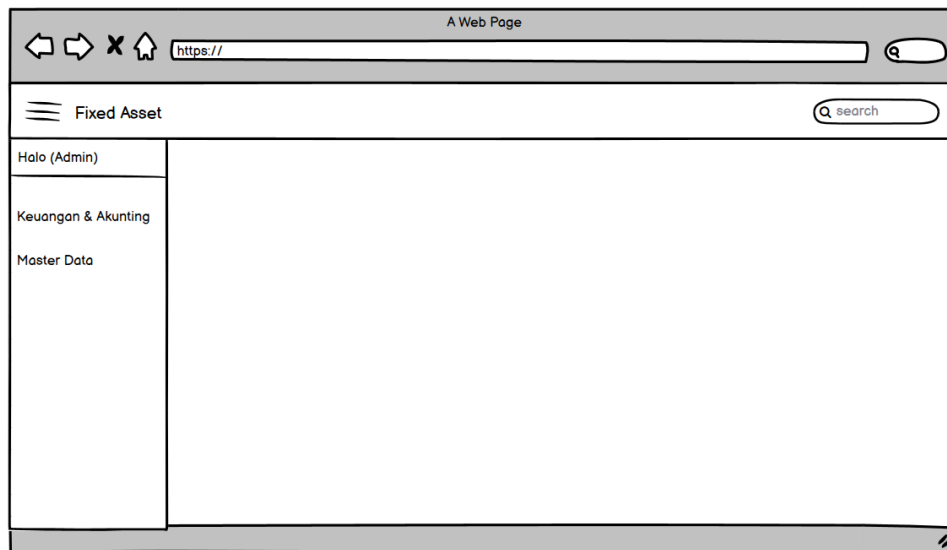 A Web Page
https://
Fixed Asset
search
Halo (Admin)
Keuangan & Akunting
Master Data